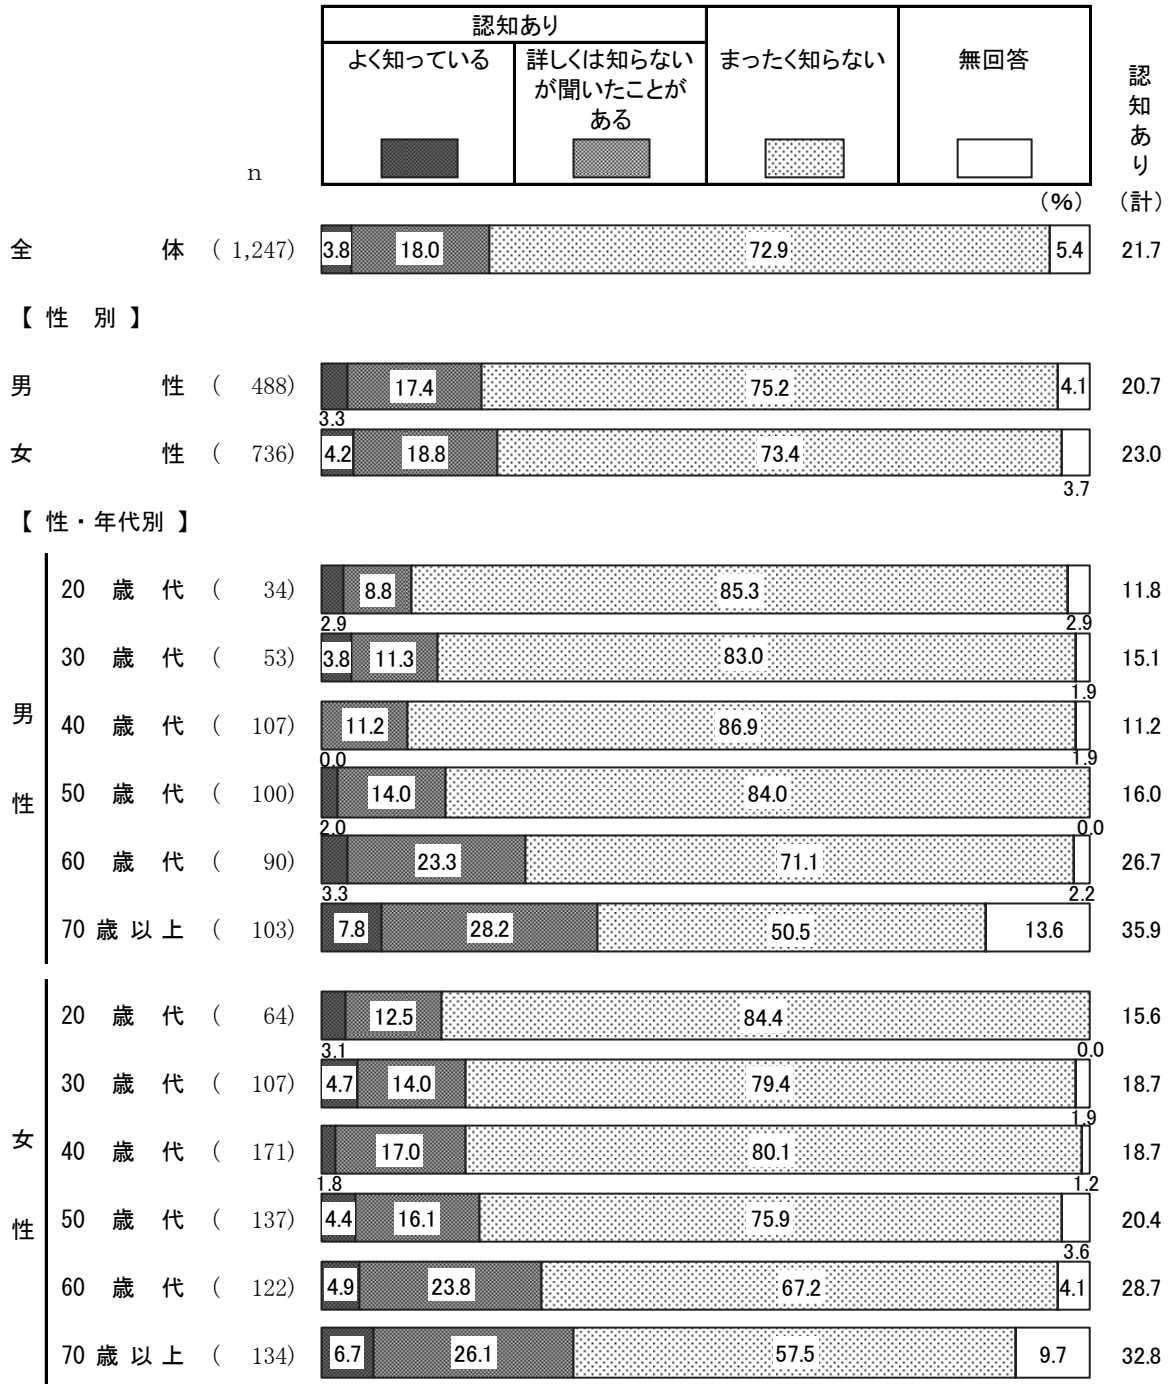 認知あり
よく知っている 詳しくは知らない まったく知らない 無回答
が聞いたことが
ある
認知あり
n
（%） （計）
全体 （ 1,247） 3.8 18.0 72.9 5.4 21.7
【 性 別 】
男性 （ 488） 17.4 75.2 4.1 20.7
3.3
女性 （ 736） 4.2 18.8 73.4 23.0
3.7
【 性・年代別 】
男性
20 歳 代 （ 34） 8.8 85.3 11.8
2.9 2.9
30 歳 代 （ 53） 3.8 11.3 83.0 15.1
1.9
40 歳 代 （ 107） 11.2 86.9 11.2
0.0 1.9
50 歳 代 （ 100） 14.0 84.0 16.0
2.0 0.0
60 歳 代 （ 90） 23.3 71.1 26.7
3.3 2.2
70 歳 以 上 （ 103） 7.8 28.2 50.5 13.6 35.9
女性
20 歳 代 （ 64） 12.5 84.4 15.6
3.1 0.0
30 歳 代 （ 107） 4.7 14.0 79.4 18.7
1.9
40 歳 代 （ 171） 17.0 80.1 18.7
1.8 1.2
50 歳 代 （ 137） 4.4 16.1 75.9 20.4
3.6
60 歳 代 （ 122） 4.9 23.8 67.2 4.1 28.7
70 歳 以 上 （ 134） 6.7 26.1 57.5 9.7 32.8